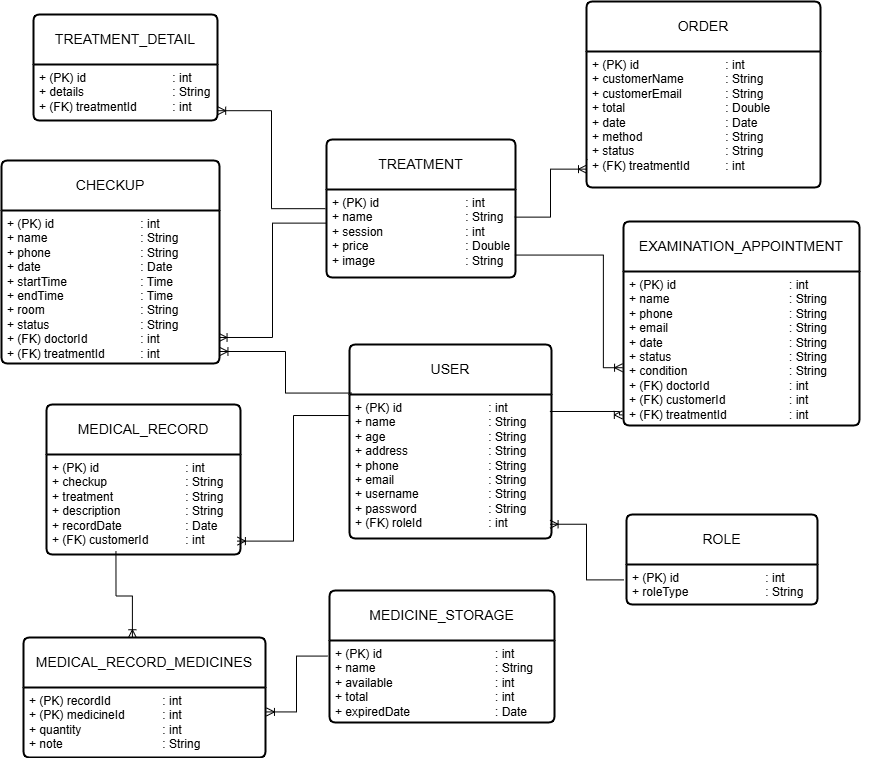 TREATMENT_DETAIL
+ (PK) id : int
+ details : String
+ (FK) treatmentId : int
ORDER
+ (PK) id : int
+ customerName : String
+ customerEmail : String
+ total : Double
+ date : Date
+ method : String
+ status : String
+ (FK) treatmentId : int
TREATMENT
+ (PK) id : int
+ name : String
+ session : int
+ price : Double
+ image : String
CHECKUP
+ (PK) id : int
+ name : String
+ phone : String
+ date : Date
+ startTime : Time
+ endTime : Time
+ room : String
+ status : String
+ (FK) doctorId : int
+ (FK) treatmentId : int
EXAMINATION_APPOINTMENT
+ (PK) id : int
+ name : String
+ phone : String
+ email : String
+ date : String
+ status : String
+ condition : String
+ (FK) doctorId : int
+ (FK) customerId : int
+ (FK) treatmentId : int
USER
+ (PK) id : int
+ name : String
+ age : String
+ address : String
+ phone : String
+ email : String
+ username : String
+ password : String
+ (FK) roleId : int
MEDICAL_RECORD
+ (PK) id : int
+ checkup : String
+ treatment : String
+ description : String
+ recordDate : Date
+ (FK) customerId : int
ROLE
+ (PK) id : int
+ roleType : String
MEDICINE_STORAGE
+ (PK) id : int
+ name : String
+ available : int
+ total : int
+ expiredDate : Date
MEDICAL_RECORD_MEDICINES
+ (PK) recordId : int
+ (PK) medicineId : int
+ quantity : int
+ note : String